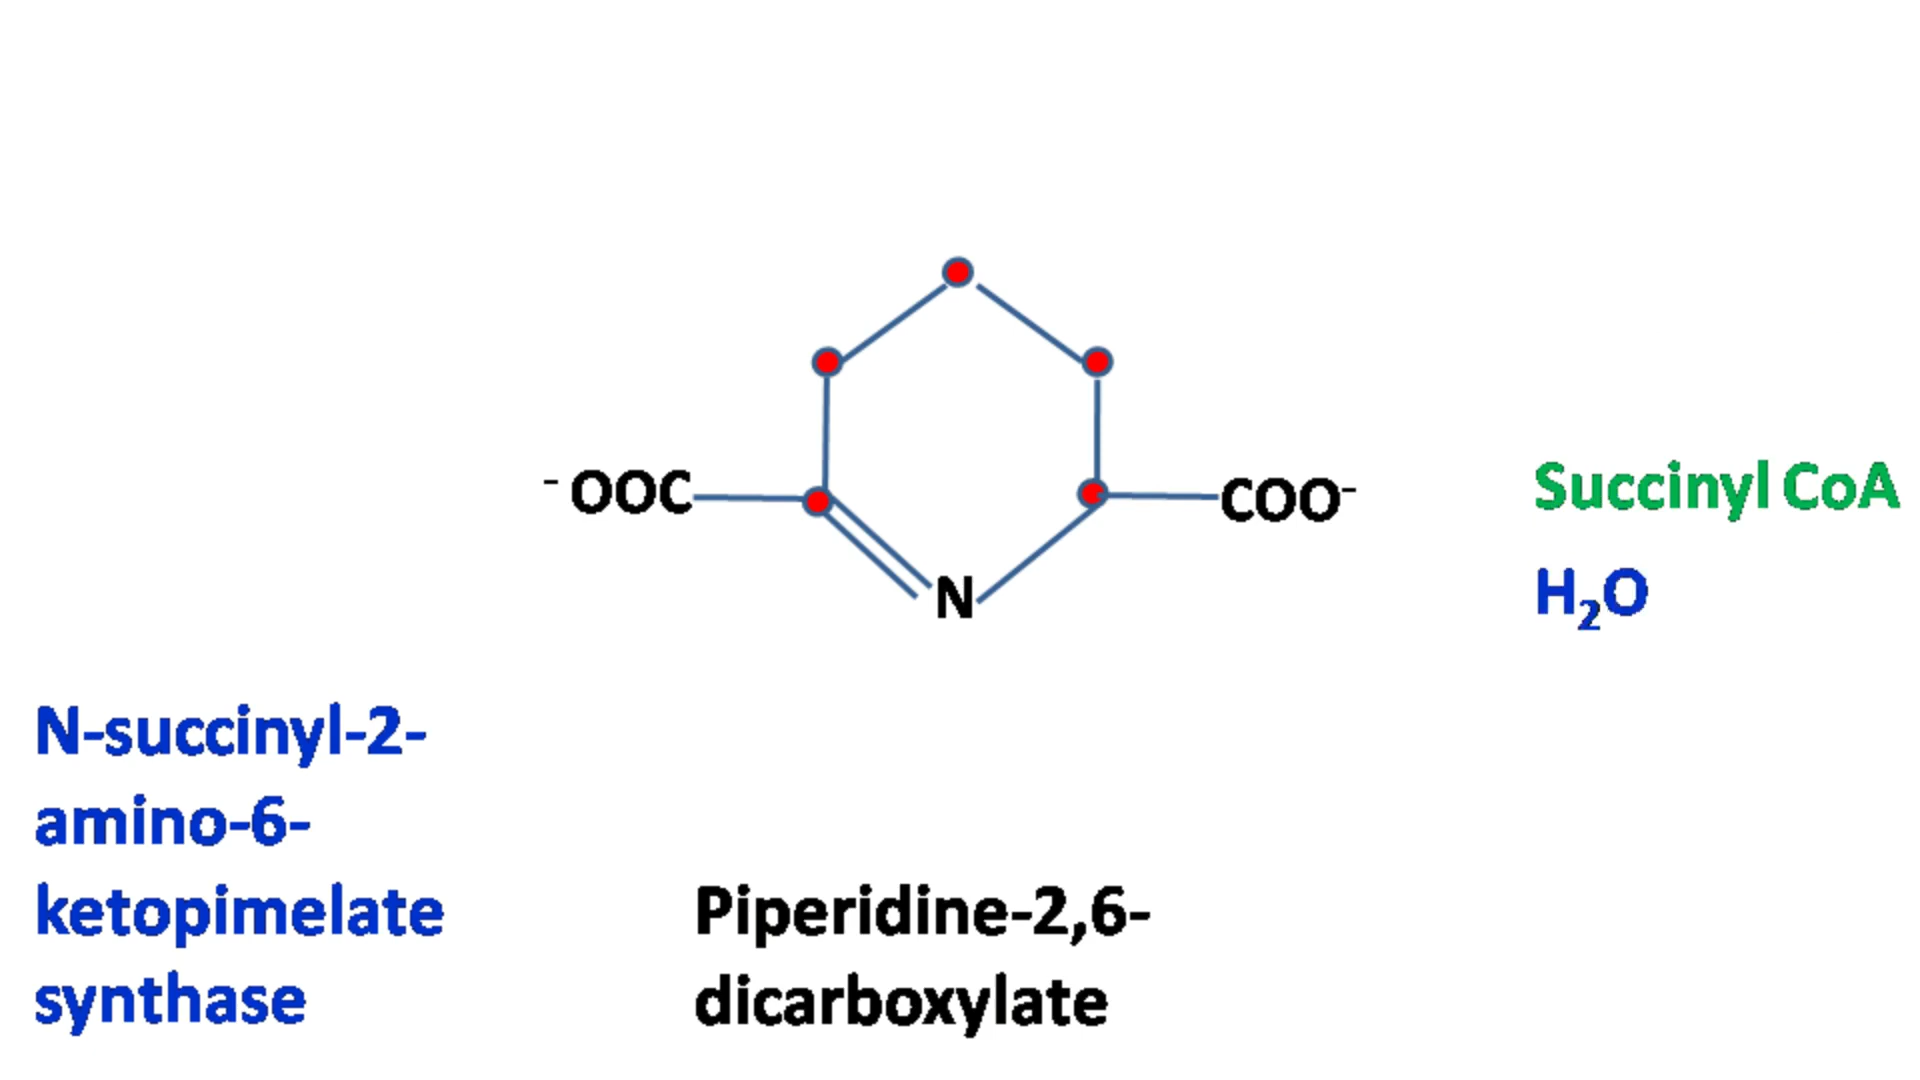 ⁻OOC
COO⁻
N
Succinyl CoA
H₂O
N-succinyl-2-
amino-6-
ketopimelate
synthase
Piperidine-2,6-
dicarboxylate